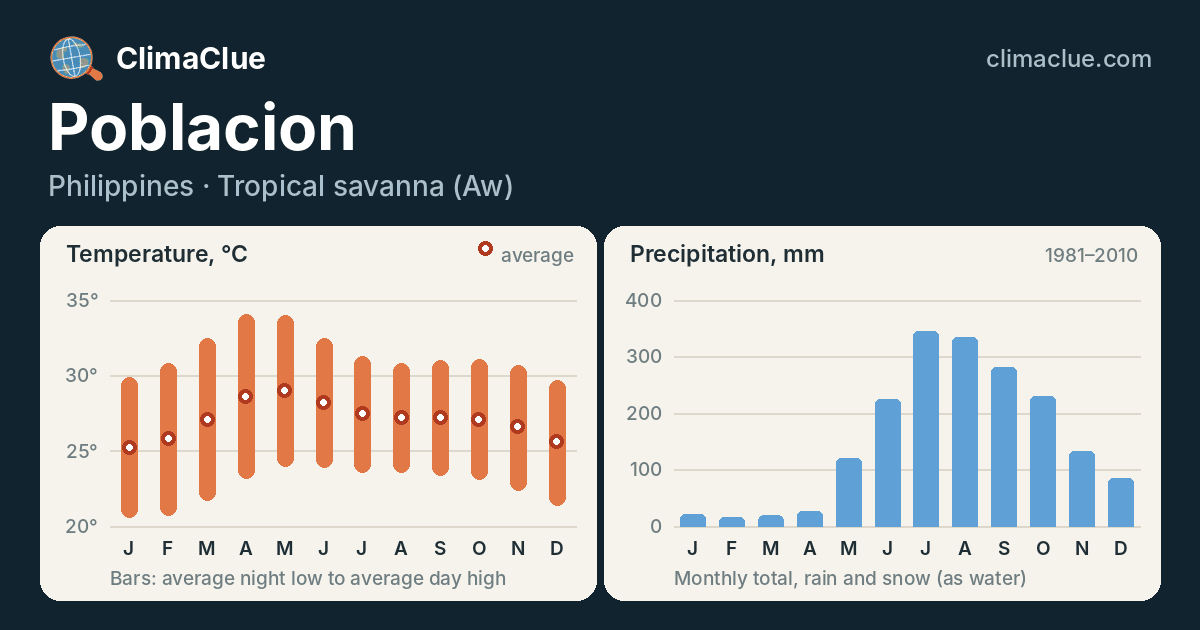 ClimaClue
climaclue.com
Poblacion
Philippines · Tropical savanna (Aw)
Temperature, °C
average
35°
30°
25°
20°
J F M A M J J A S O N D
Bars: average night low to average day high
Precipitation, mm
1981–2010
400
300
200
100
0
J F M A M J J A S O N D
Monthly total, rain and snow (as water)